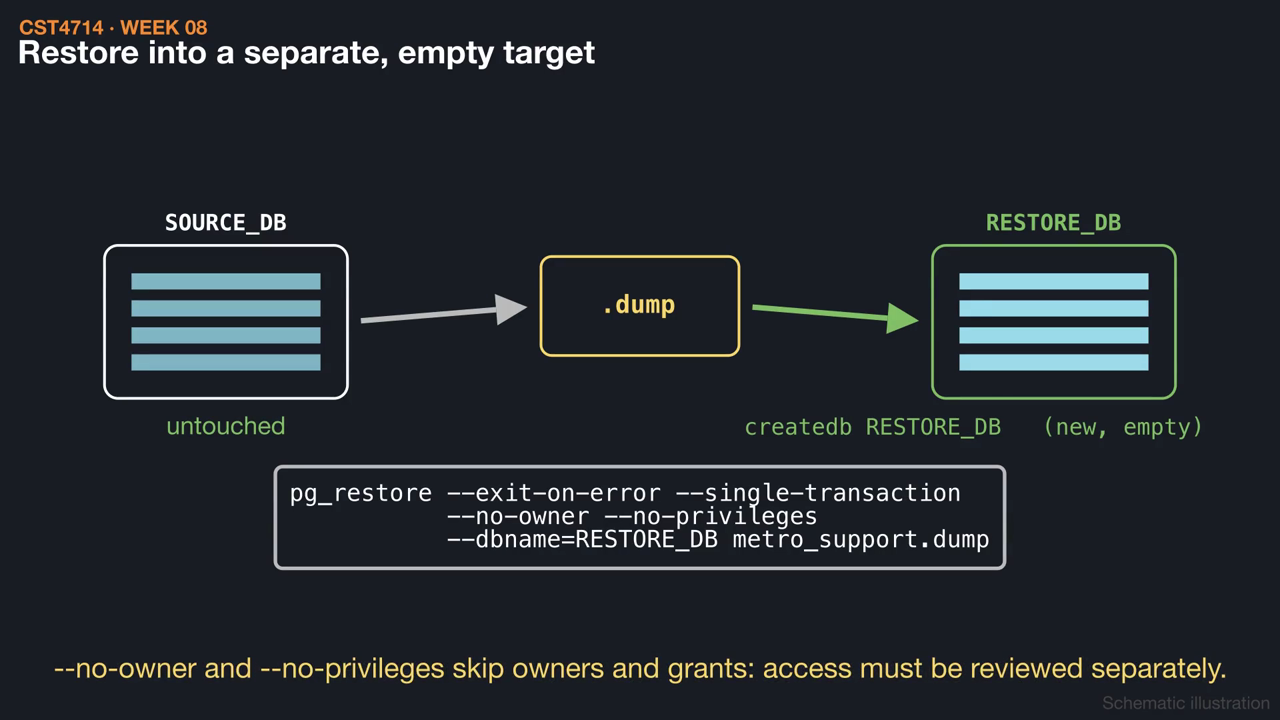 CST4714 · WEEK 08
Restore into a separate, empty target
SOURCE_DB
RESTORE_DB
.dump
untouched
createdb RESTORE_DB (new, empty)
pg_restore --exit-on-error --single-transaction
--no-owner --no-privileges
--dbname=RESTORE_DB metro_support.dump
--no-owner and --no-privileges skip owners and grants: access must be reviewed separately.
Schematic illustration